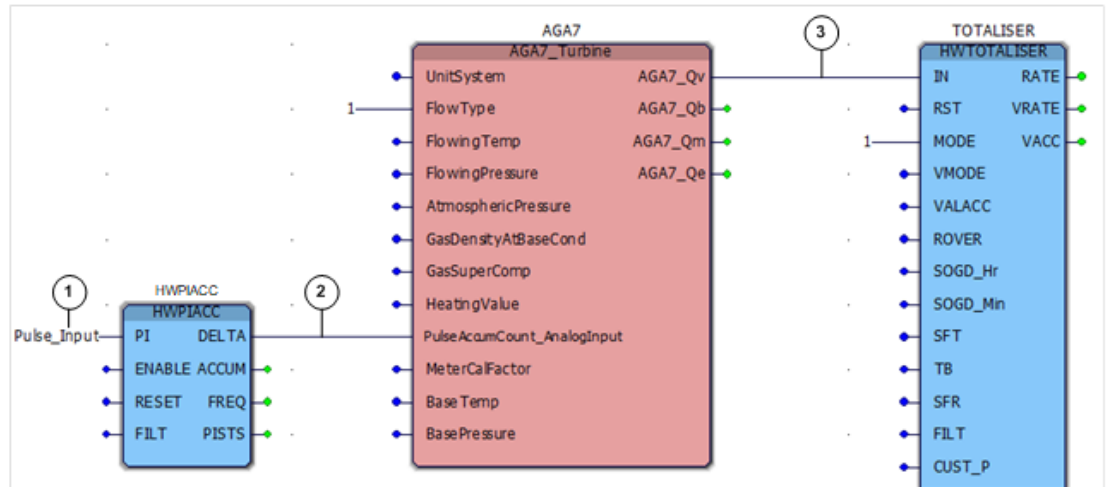 AGA7
AGA7_Turbine
UnitSystem AGA7_Qv
1 FlowType AGA7_Qb
FlowingTemp AGA7_Qm
FlowingPressure AGA7_Qe
AtmosphericPressure
GasDensityAtBaseCond
GasSuperComp
HeatingValue
PulseAccumCount_AnalogInput
MeterCalFactor
BaseTemp
BasePressure
3
TOTALISER
HWTOTALISER
IN RATE
RST VRATE
1 MODE VACC
VMODE
VALACC
ROVER
SOGD_Hr
SOGD_Min
SFT
TB
SFR
FILT
CUST_P
1
HWPIACC
HWPIACC
2
Pulse_Input PI DELTA
ENABLE ACCUM
RESET FREQ
FILT PISTS